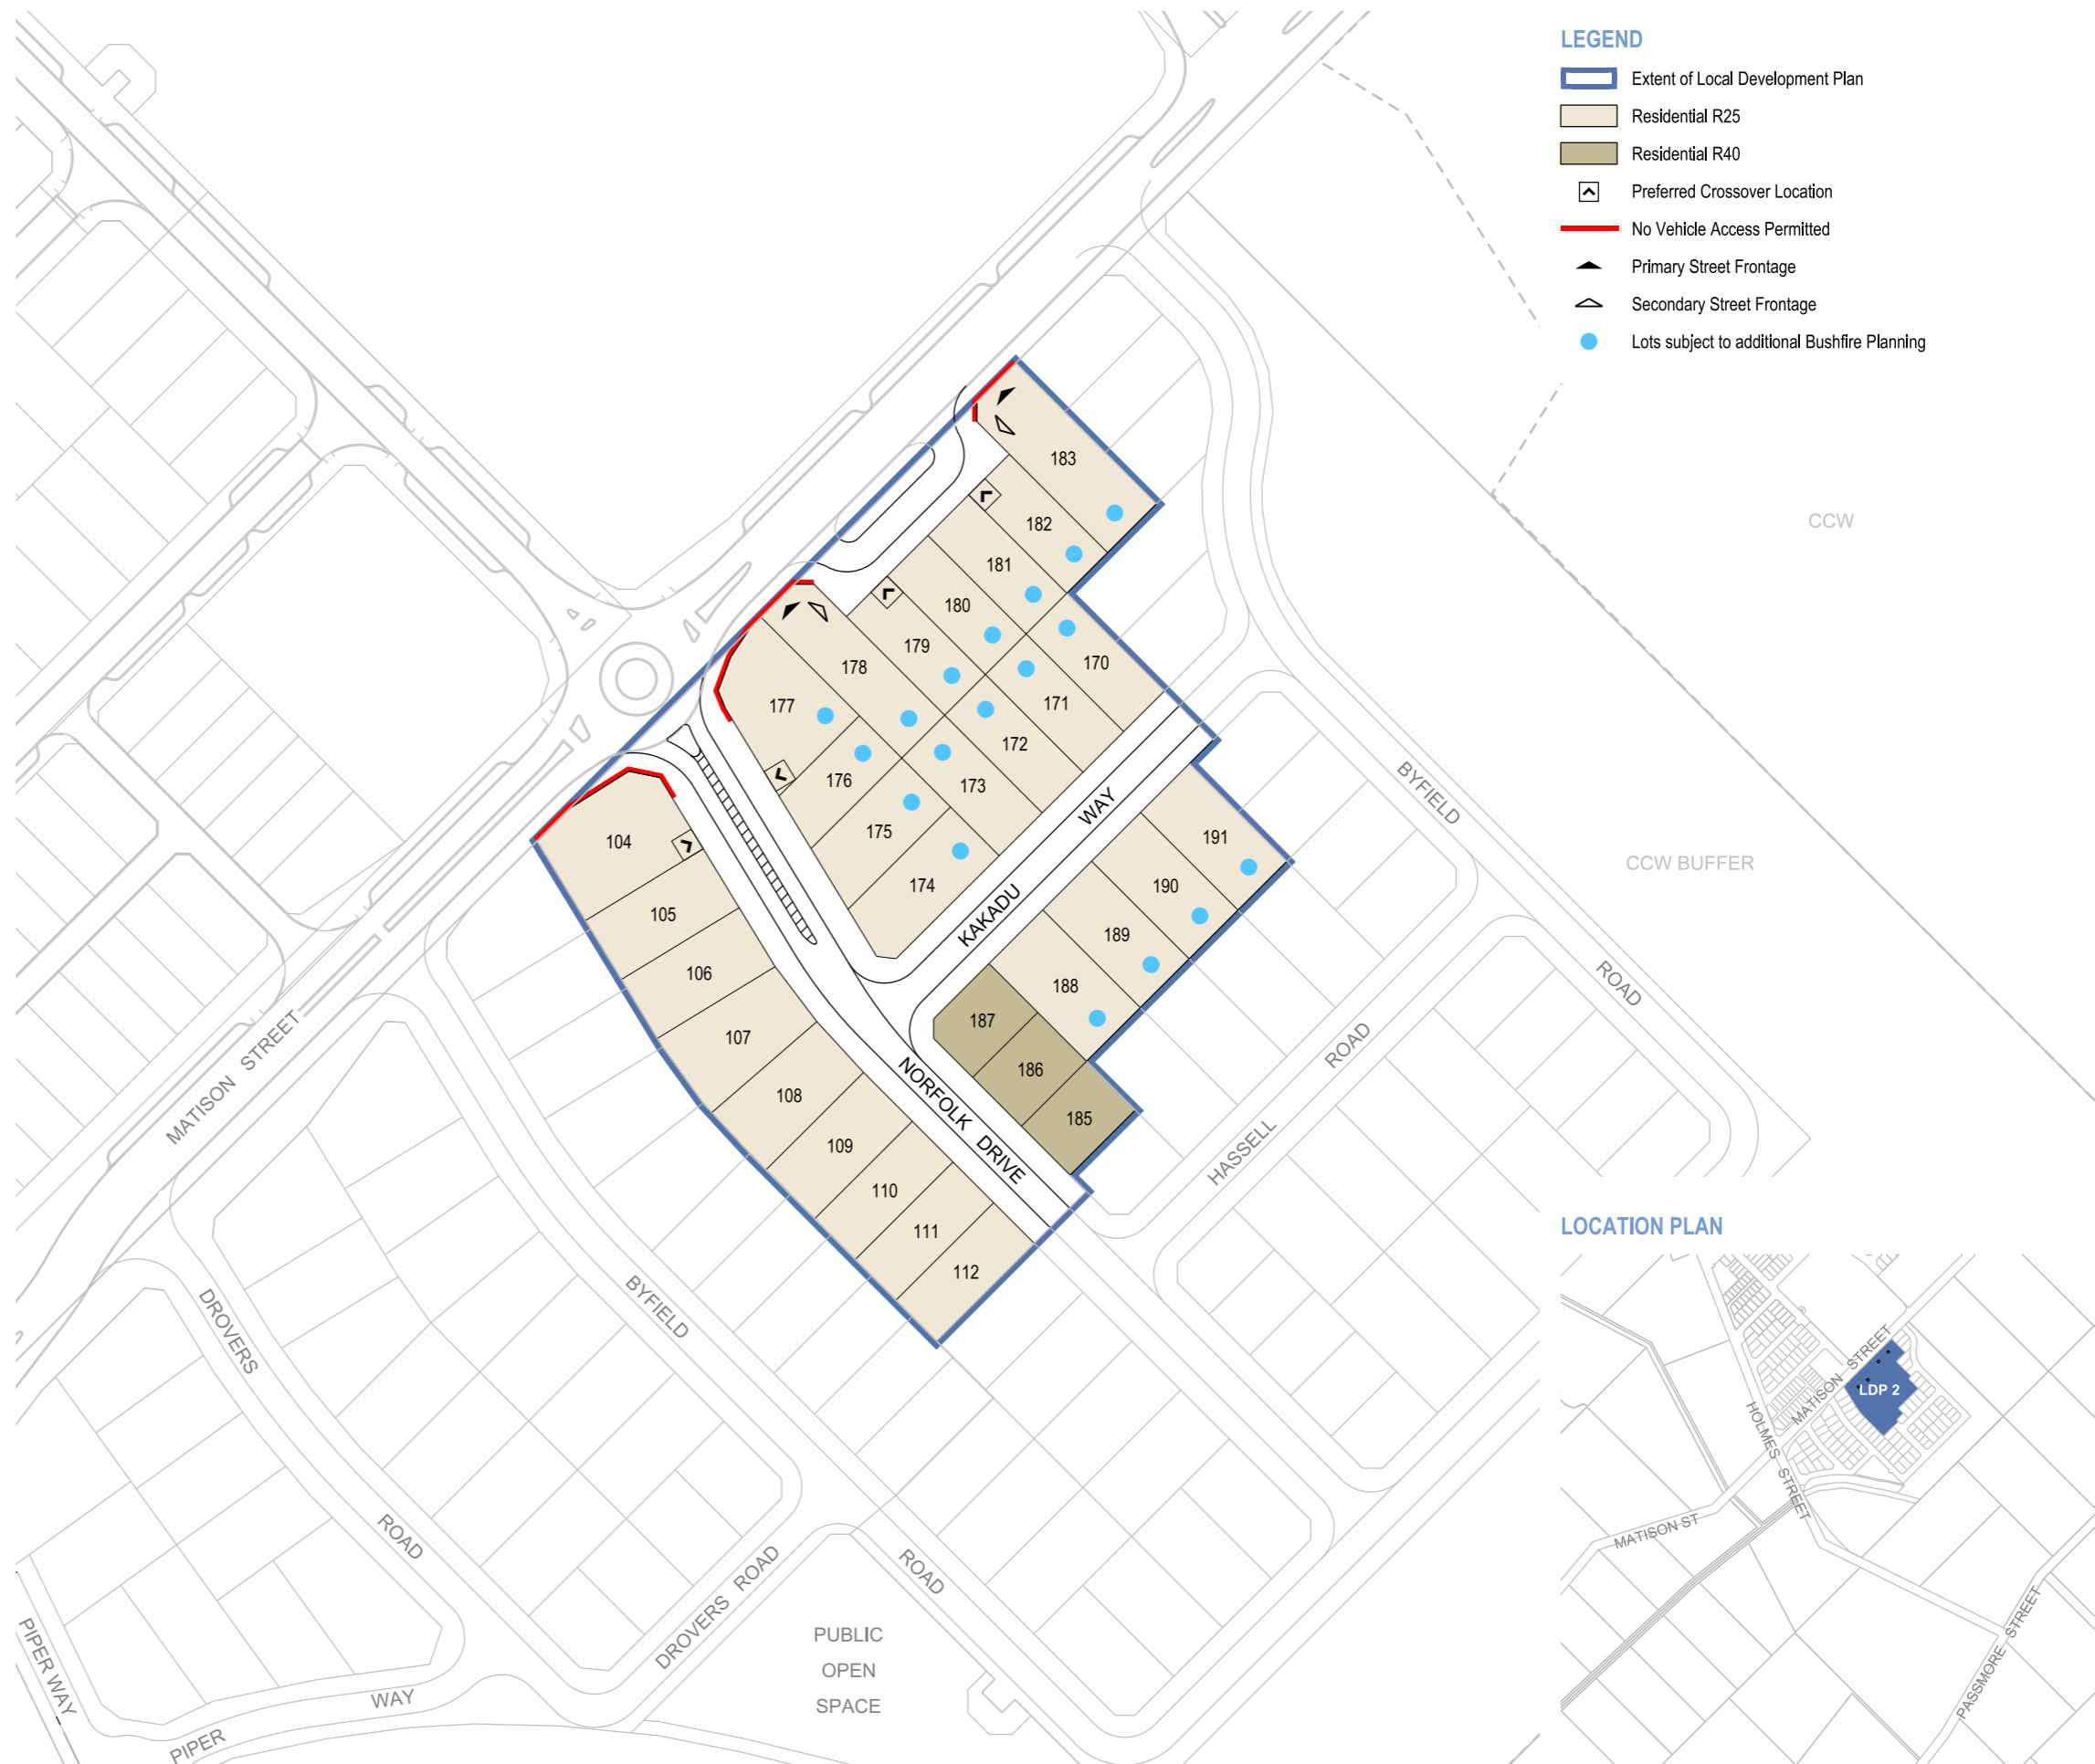 LEGEND
Extent of Local Development Plan
Residential R25
Residential R40
Preferred Crossover Location
No Vehicle Access Permitted
Primary Street Frontage
Secondary Street Frontage
Lots subject to additional Bushfire Planning
183
182
181
180
179
178
177
176
175
174
173
172
171
170
191
190
189
188
187
186
185
104
105
106
107
108
109
110
111
112
KAKADU WAY
NORFOLK DRIVE
MATISON STREET
BYFIELD ROAD
HASSELL ROAD
CCW
CCW BUFFER
DROVERS ROAD
BYFIELD ROAD
DROVERS ROAD
PIPER WAY
PIPER WAY
PUBLIC
OPEN
SPACE
LOCATION PLAN
MATISON STREET
LDP 2
HOLMES STREET
MATISON ST
PASSMORE STREET